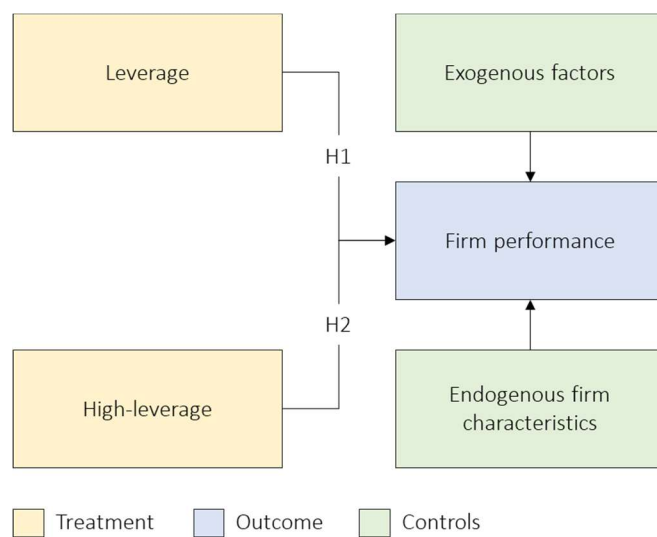 Leverage
Exogenous factors
H1
Firm performance
H2
High-leverage
Endogenous firm
characteristics
Treatment
Outcome
Controls